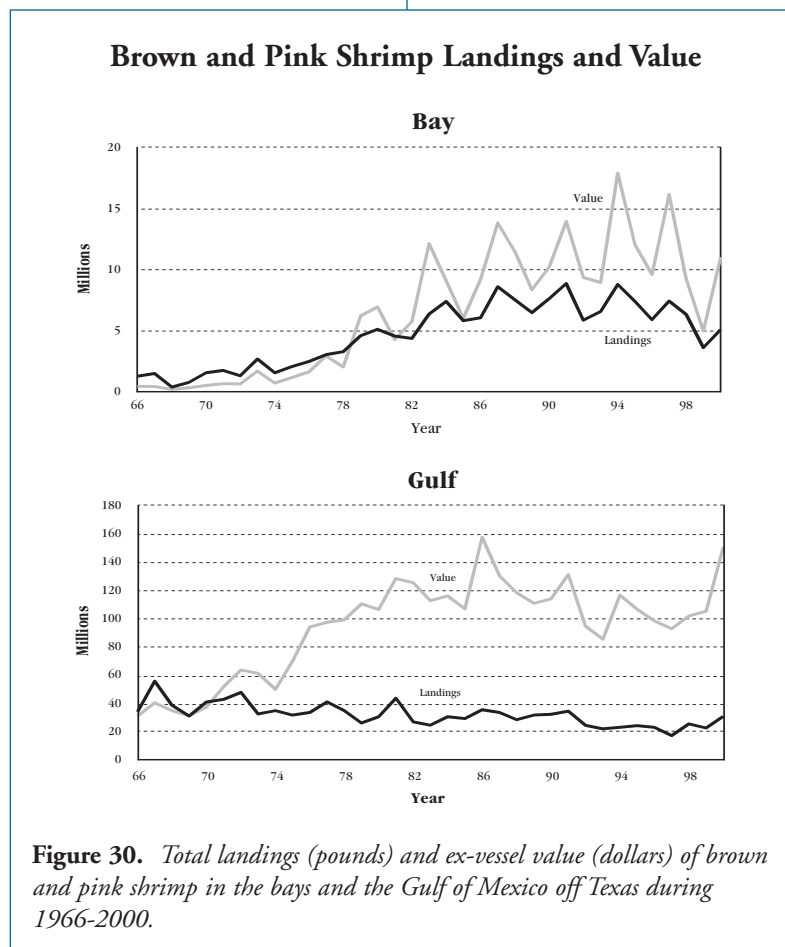 Brown and Pink Shrimp Landings and Value
Bay
20
15
10
5
0
Millions
Value
Landings
66 70 74 78 82 86 90 94 98
Year
Gulf
180
160
140
120
100
80
60
40
20
0
Millions
Value
Landings
66 70 74 78 82 86 90 94 98
Year
Figure 30. Total landings (pounds) and ex-vessel value (dollars) of brown
and pink shrimp in the bays and the Gulf of Mexico off Texas during
1966-2000.